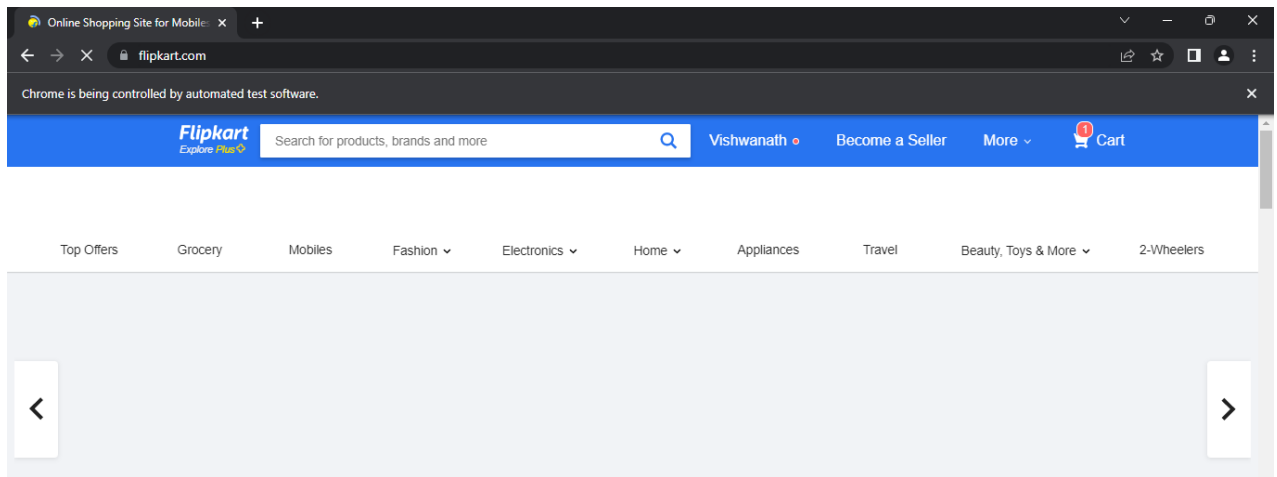 Online Shopping Site for Mobile
flipkart.com
Chrome is being controlled by automated test software.
Flipkart
Explore Plus
Search for products, brands and more
Vishwanath
Become a Seller
More
1
Cart
Top Offers
Grocery
Mobiles
Fashion
Electronics
Home
Appliances
Travel
Beauty, Toys & More
2-Wheelers